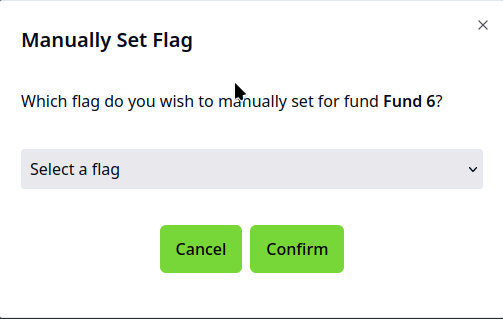 Manually Set Flag
Which flag do you wish to manually set for fund Fund 6?
Select a flag
Cancel Confirm